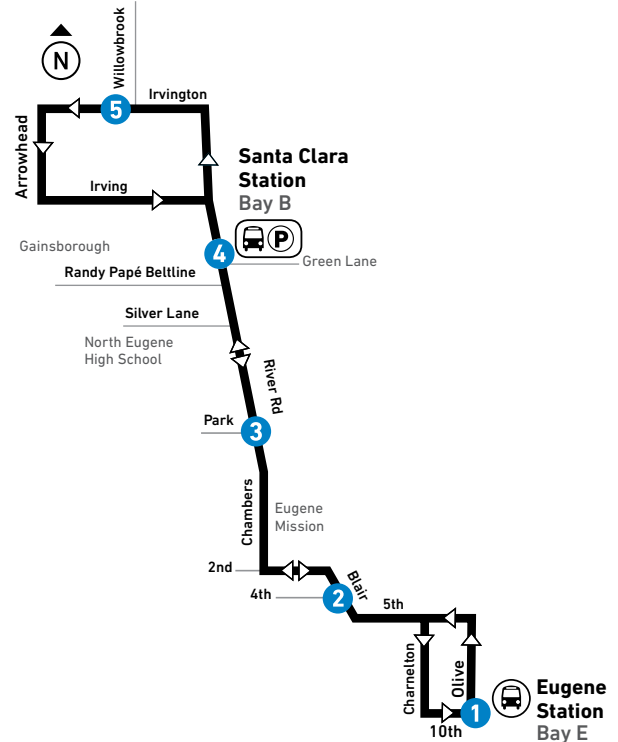 N
Willowbrook
5
Irvington
Arrowhead
Irving
Santa Clara
Station
Bay B
P
4
Gainsborough
Green Lane
Randy Papé Beltline
Silver Lane
North Eugene
High School
River Rd
Park
3
Chambers
Eugene
Mission
2nd
4th
Blair
2
5th
Charnelton
Olive
10th
1
Eugene
Station
Bay E